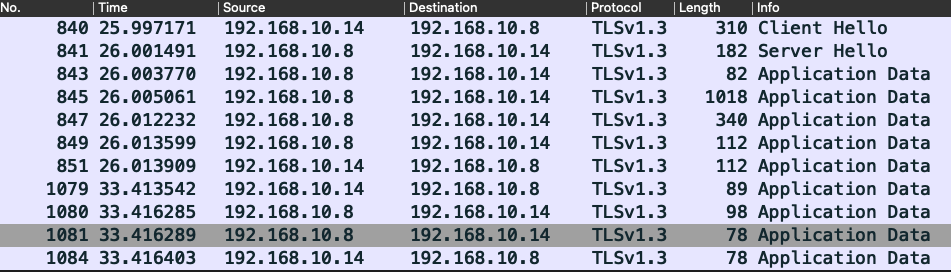 No. Time Source Destination Protocol Length Info
840 25.997171 192.168.10.14 192.168.10.8 TLSv1.3 310 Client Hello
841 26.001491 192.168.10.8 192.168.10.14 TLSv1.3 182 Server Hello
843 26.003770 192.168.10.8 192.168.10.14 TLSv1.3 82 Application Data
845 26.005061 192.168.10.8 192.168.10.14 TLSv1.3 1018 Application Data
847 26.012232 192.168.10.8 192.168.10.14 TLSv1.3 340 Application Data
849 26.013599 192.168.10.8 192.168.10.14 TLSv1.3 112 Application Data
851 26.013909 192.168.10.14 192.168.10.8 TLSv1.3 112 Application Data
1079 33.413542 192.168.10.14 192.168.10.8 TLSv1.3 89 Application Data
1080 33.416285 192.168.10.8 192.168.10.14 TLSv1.3 98 Application Data
1081 33.416289 192.168.10.8 192.168.10.14 TLSv1.3 78 Application Data
1084 33.416403 192.168.10.14 192.168.10.8 TLSv1.3 78 Application Data